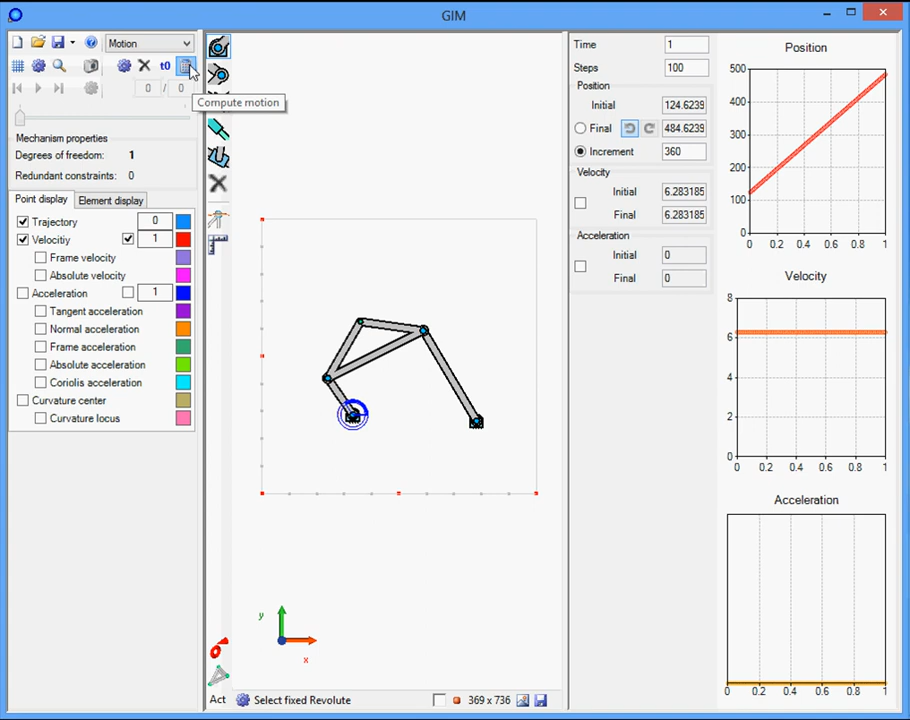 GIM
Motion
t0
0 / 0
Compute motion
Mechanism properties
Degrees of freedom: 1
Redundant constraints: 0
Point display
Element display
Trajectory 0
Velocitiy 1
Frame velocity
Absolute velocity
Acceleration 1
Tangent acceleration
Normal acceleration
Frame acceleration
Absolute acceleration
Coriolis acceleration
Curvature center
Curvature locus
y
x
Act
Select fixed Revolute
369 x 736
Time 1
Steps 100
Position
Initial 124.6239
Final 484.6239
Increment 360
Velocity
Initial 6.283185
Final 6.283185
Acceleration
Initial 0
Final 0
Position
500
400
300
200
100
0
0 0.2 0.4 0.6 0.8 1
Velocity
8
6
4
2
0
0 0.2 0.4 0.6 0.8 1
Acceleration
0 0.2 0.4 0.6 0.8 1